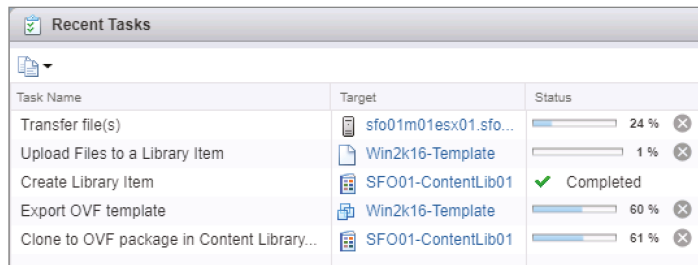 Recent Tasks
Task Name Target Status
Transfer file(s) sfo01m01esx01.sfo... 24 %
Upload Files to a Library Item Win2k16-Template 1 %
Create Library Item SFO01-ContentLib01 Completed
Export OVF template Win2k16-Template 60 %
Clone to OVF package in Content Library... SFO01-ContentLib01 61 %